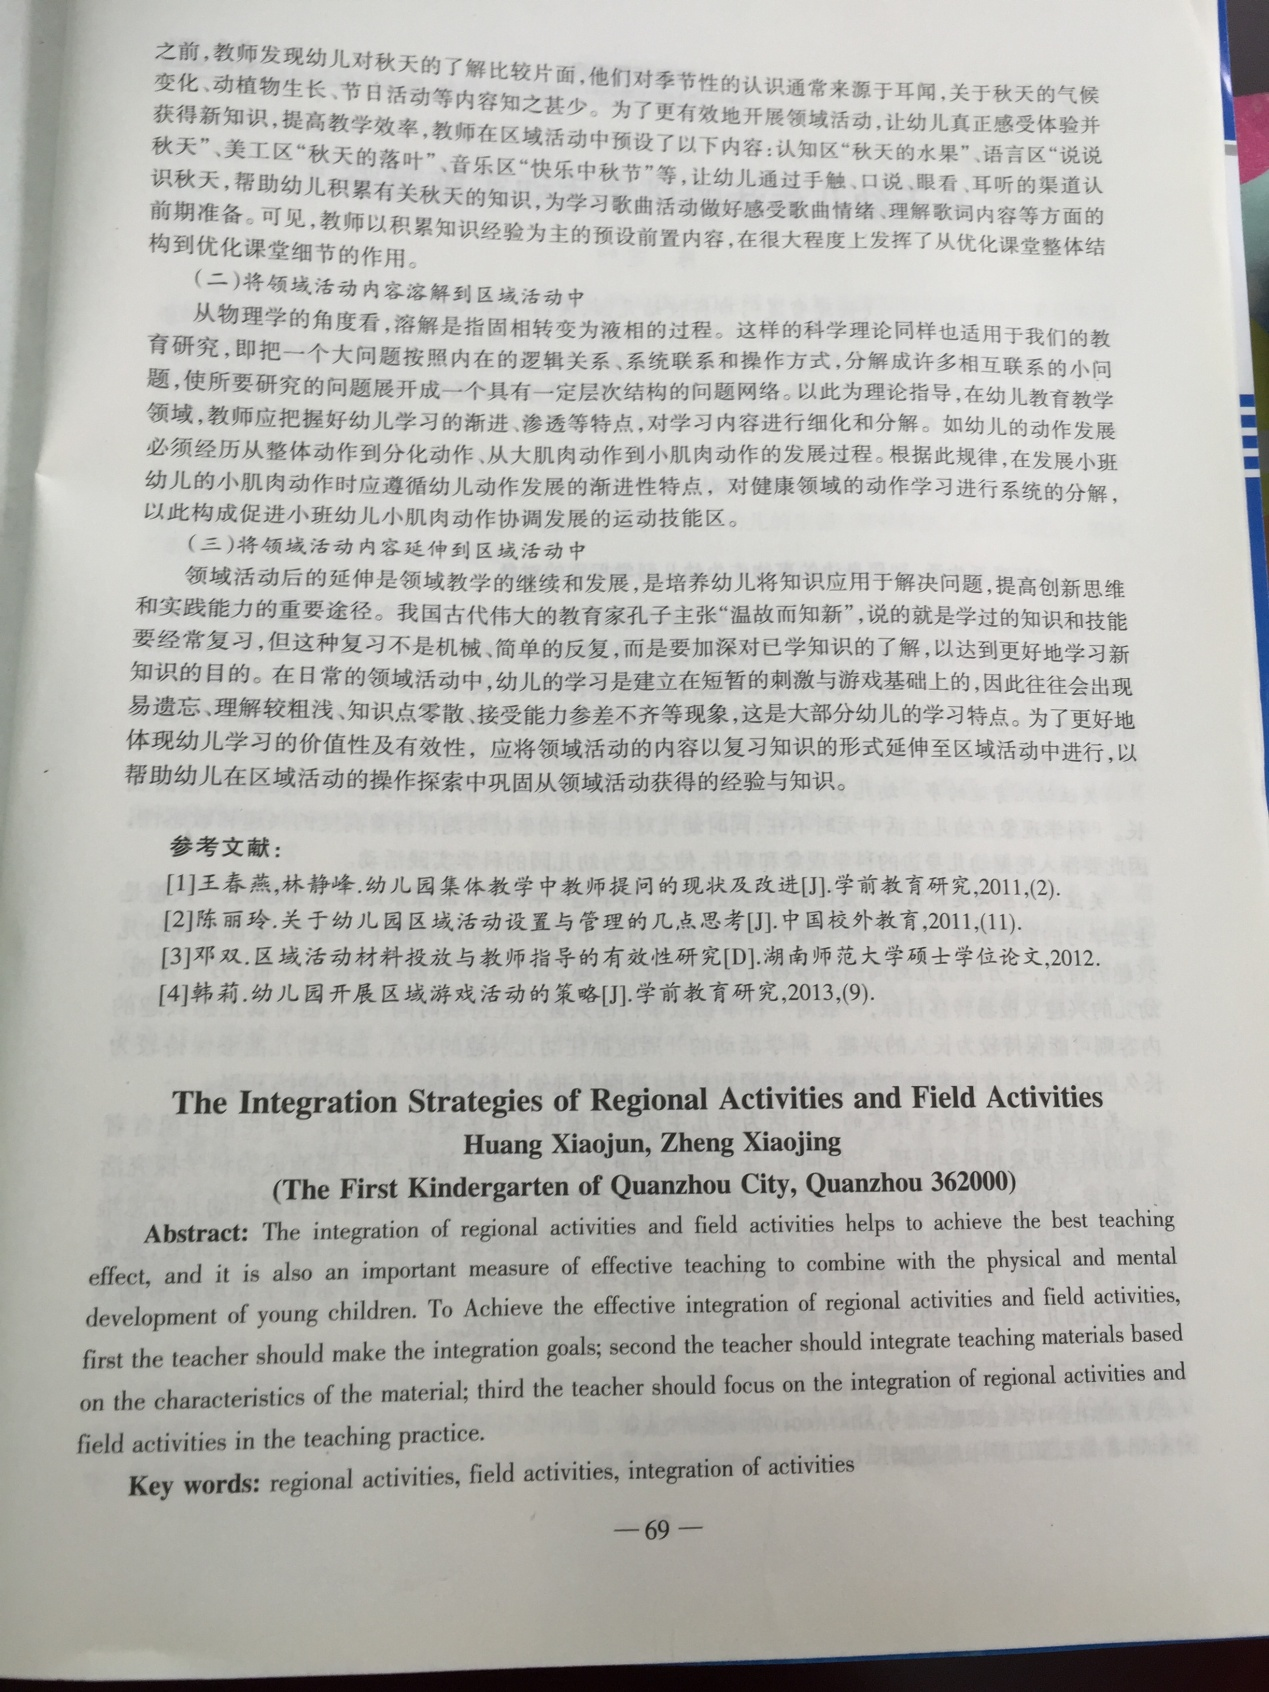 之前,教师发现幼儿对秋天的了解比较片面,他们对季节性的认识通常来源于耳闻,关于秋天的气候
变化、动植物生长、节日活动等内容知之甚少。为了更有效地开展领域活动,让幼儿真正感受体验并
获得新知识,提高教学效率,教师在区域活动中预设了以下内容:认知区“秋天的水果”、语言区“说说
秋天”、美工区“秋天的落叶”、音乐区“快乐中秋节”等,让幼儿通过手触、口说、眼看、耳听的渠道认
识秋天,帮助幼儿积累有关秋天的知识,为学习歌曲活动做好感受歌曲情绪、理解歌词内容等方面的
前期准备。可见,教师以积累知识经验为主的预设前置内容,在很大程度上发挥了从优化课堂整体结
构到优化课堂细节的作用。
(二)将领域活动内容溶解到区域活动中
从物理学的角度看,溶解是指固相转变为液相的过程。这样的科学理论同样也适用于我们的教
育研究,即把一个大问题按照内在的逻辑关系、系统联系和操作方式,分解成许多相互联系的小问
题,使所要研究的问题展开成一个具有一定层次结构的问题网络。以此为理论指导,在幼儿教育教学
领域,教师应把握好幼儿学习的渐进、渗透等特点,对学习内容进行细化和分解。如幼儿的动作发展
必须经历从整体动作到分化动作、从大肌肉动作到小肌肉动作的发展过程。根据此规律,在发展小班
幼儿的小肌肉动作时应遵循幼儿动作发展的渐进性特点，对健康领域的动作学习进行系统的分解,
以此构成促进小班幼儿小肌肉动作协调发展的运动技能区。
(三)将领域活动内容延伸到区域活动中
领域活动后的延伸是领域教学的继续和发展,是培养幼儿将知识应用于解决问题,提高创新思维
和实践能力的重要途径。我国古代伟大的教育家孔子主张“温故而知新”,说的就是学过的知识和技能
要经常复习,但这种复习不是机械、简单的反复,而是要加深对已学知识的了解,以达到更好地学习新
知识的目的。在日常的领域活动中,幼儿的学习是建立在短暂的刺激与游戏基础上的,因此往往会出现
易遗忘、理解较粗浅、知识点零散、接受能力参差不齐等现象,这是大部分幼儿的学习特点。为了更好地
体现幼儿学习的价值性及有效性，应将领域活动的内容以复习知识的形式延伸至区域活动中进行,以
帮助幼儿在区域活动的操作探索中巩固从领域活动获得的经验与知识。
参考文献:
[1]王春燕,林静峰.幼儿园集体教学中教师提问的现状及改进[J].学前教育研究,2011,(2).
[2]陈丽玲.关于幼儿园区域活动设置与管理的几点思考[J].中国校外教育,2011,(11).
[3]邓双.区域活动材料投放与教师指导的有效性研究[D].湖南师范大学硕士学位论文,2012.
[4]韩莉.幼儿园开展区域游戏活动的策略[J].学前教育研究,2013,(9).
The Integration Strategies of Regional Activities and Field Activities
Huang Xiaojun, Zheng Xiaojing
(The First Kindergarten of Quanzhou City, Quanzhou 362000)
Abstract: The integration of regional activities and field activities helps to achieve the best teaching
effect, and it is also an important measure of effective teaching to combine with the physical and mental
development of young children. To Achieve the effective integration of regional activities and field activities,
first the teacher should make the integration goals; second the teacher should integrate teaching materials based
on the characteristics of the material; third the teacher should focus on the integration of regional activities and
field activities in the teaching practice.
Key words: regional activities, field activities, integration of activities
— 69 —